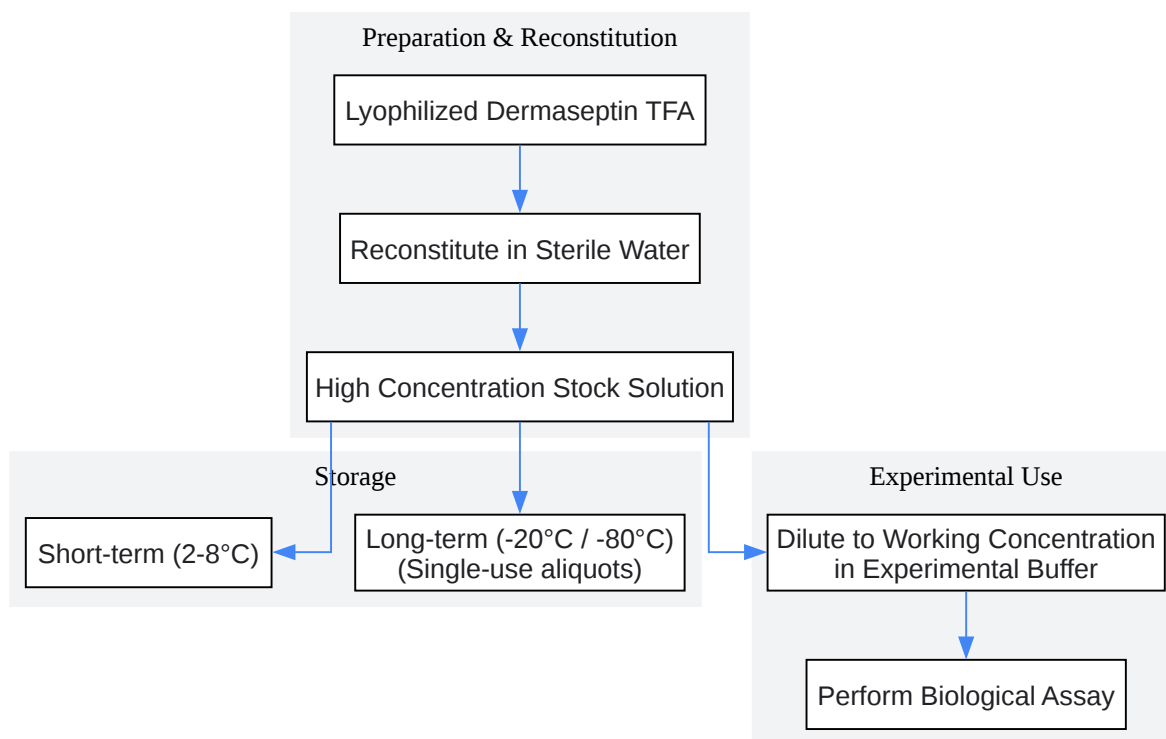 Preparation & Reconstitution
Lyophilized Dermaseptin TFA
Reconstitute in Sterile Water
High Concentration Stock Solution
Storage
Short-term (2-8°C)
Long-term (-20°C / -80°C)
(Single-use aliquots)
Experimental Use
Dilute to Working Concentration
in Experimental Buffer
Perform Biological Assay